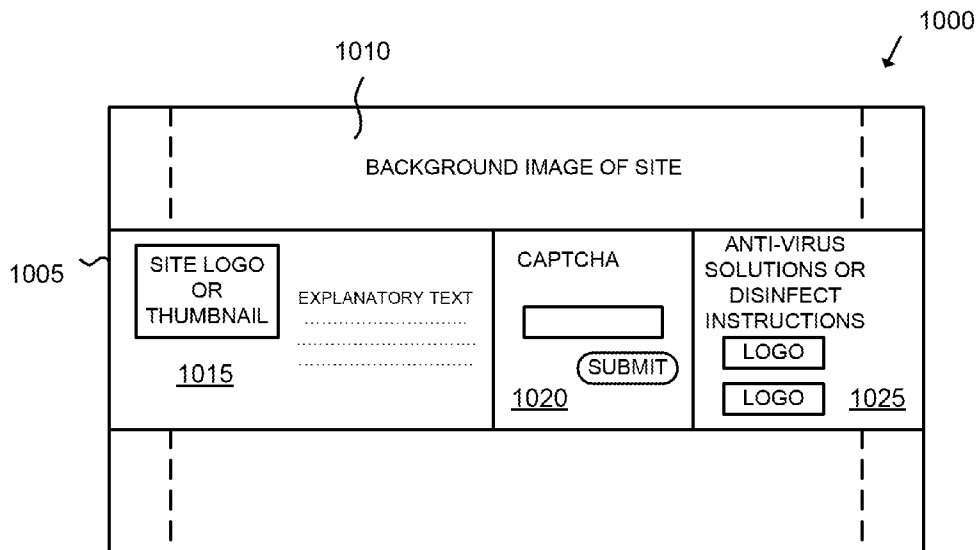 1000
1010
BACKGROUND IMAGE OF SITE
1005
SITE LOGO
OR
THUMBNAIL
EXPLANATORY TEXT
1015
CAPTCHA
SUBMIT
1020
ANTI-VIRUS
SOLUTIONS OR
DISINFECT
INSTRUCTIONS
LOGO
LOGO
1025